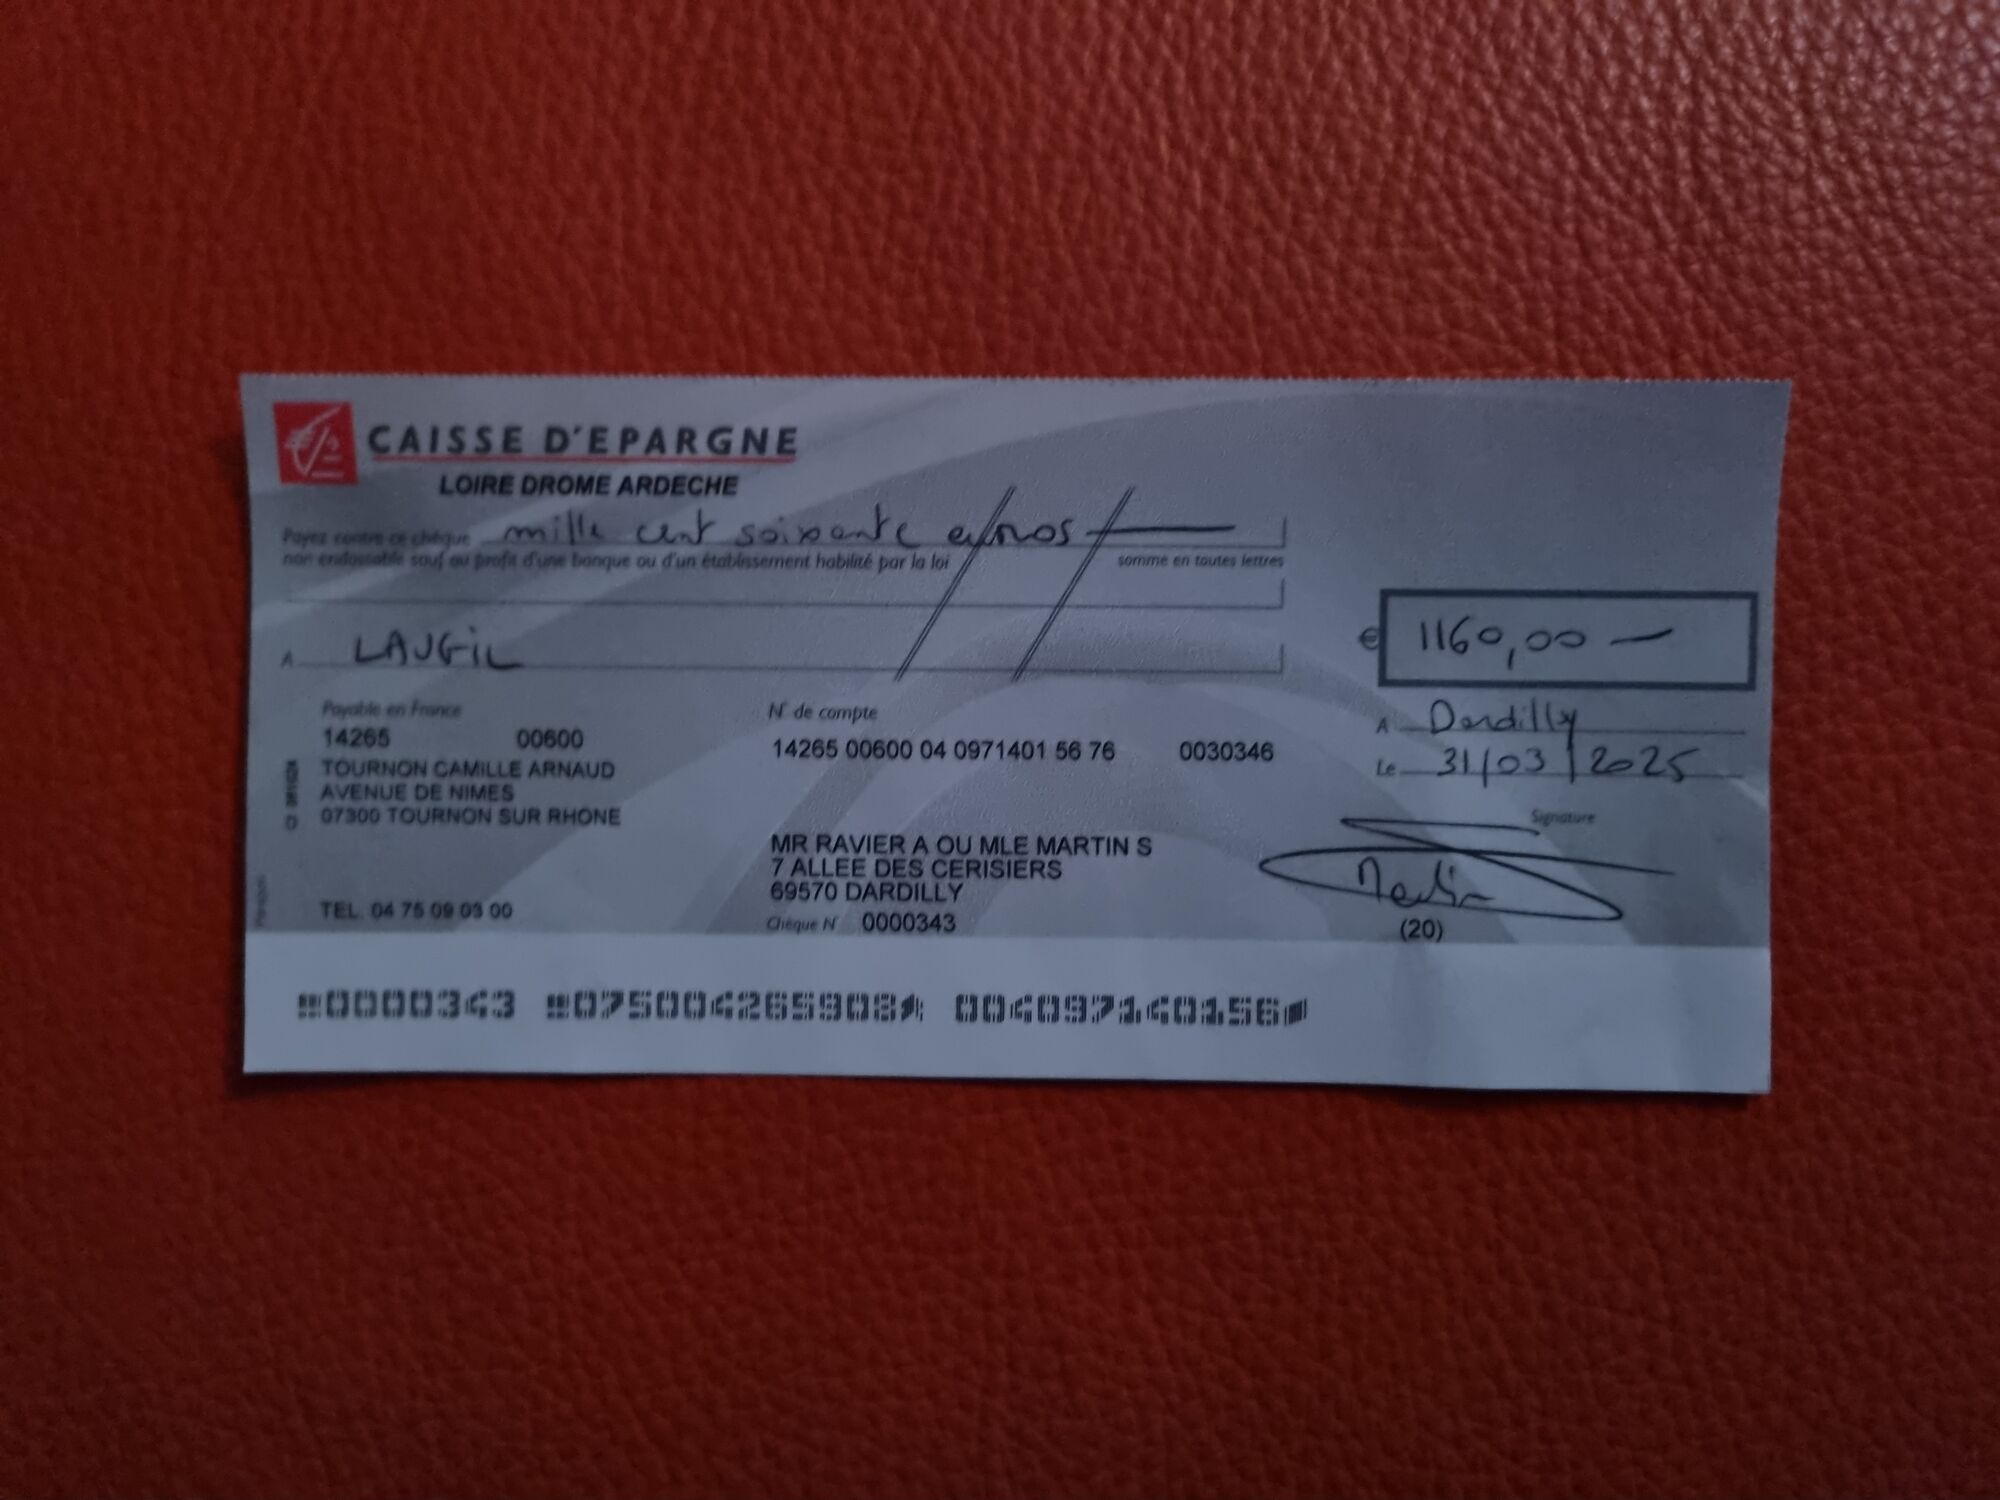 CAISSE D'EPARGNE
LOIRE DROME ARDECHE
Payez contre ce chèque mille cent soixante euros
non endossable sauf au profit d'une banque ou d'un établissement habilité par la loi somme en toutes lettres
A LAUGIL
€ 1160,00
Payable en France
14265 00600
TOURNON CAMILLE ARNAUD
AVENUE DE NIMES
07300 TOURNON SUR RHONE
TEL. 04 75 09 03 00
N° de compte
14265 00600 04 0971401 56 76 0030346
MR RAVIER A OU MLE MARTIN S
7 ALLEE DES CERISIERS
69570 DARDILLY
Chèque N° 0000343
A Dardilly
Le 31/03/2025
Signature
Martin
(20)
0000343 075004265908 004097140156